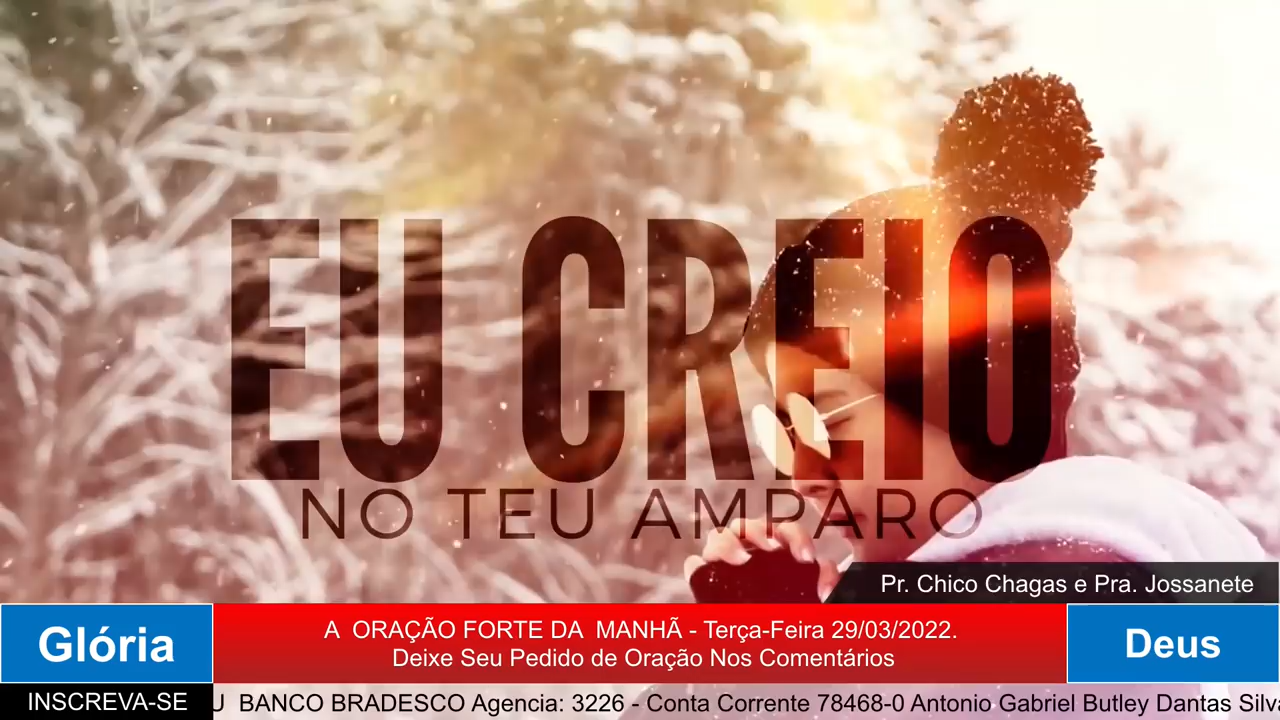 EU CREIO
NO TEU AMPARO
Pr. Chico Chagas e Pra. Jossanete
Glória
A ORAÇÃO FORTE DA MANHÃ - Terça-Feira 29/03/2022.
Deixe Seu Pedido de Oração Nos Comentários
Deus
INSCREVA-SE
BANCO BRADESCO Agencia: 3226 - Conta Corrente 78468-0 Antonio Gabriel Butley Dantas Silva